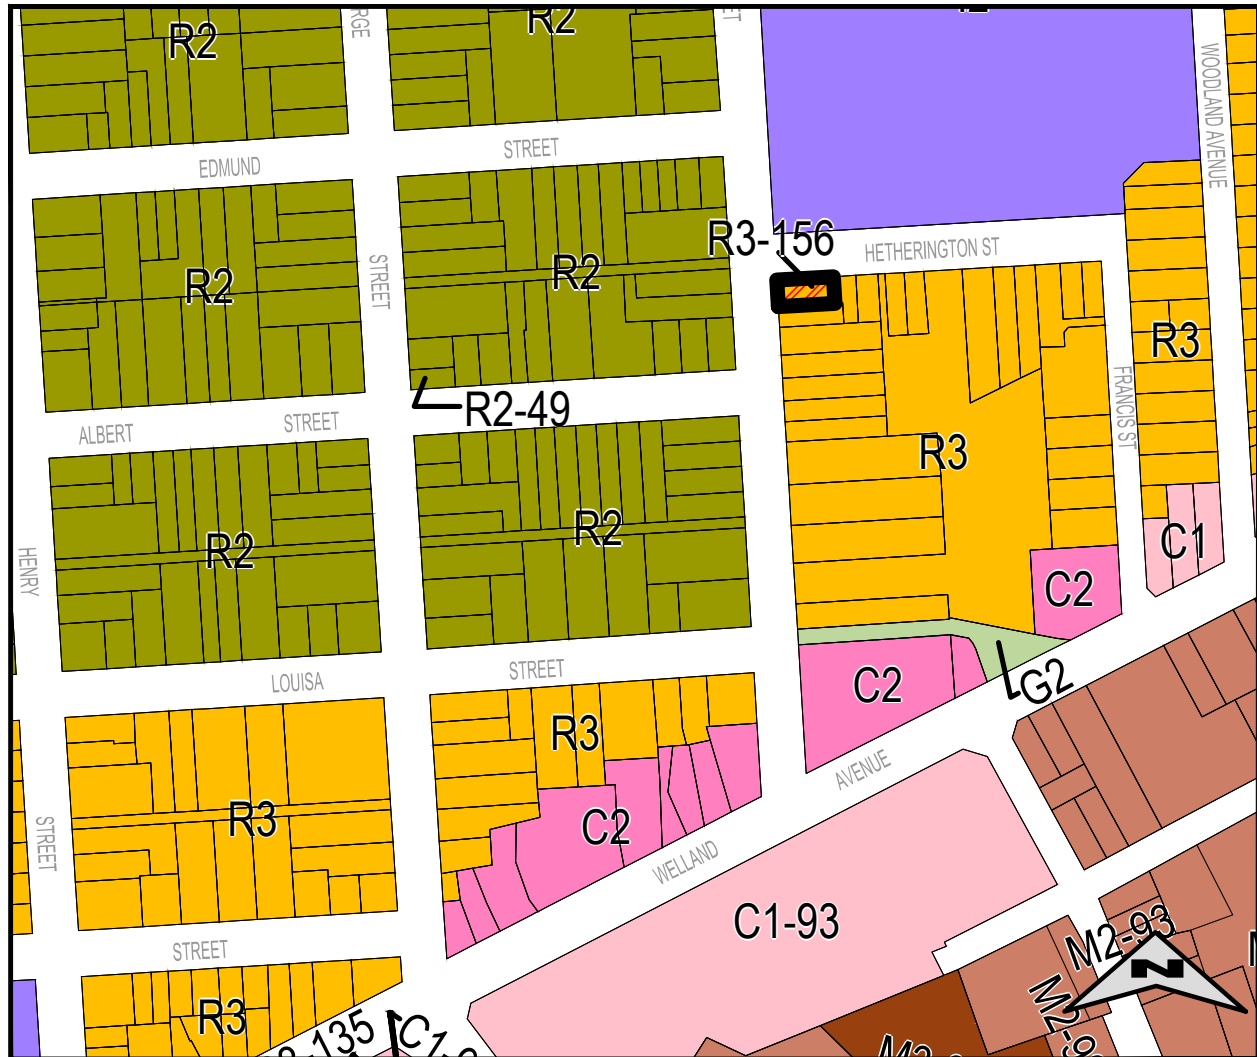 R2
R2
EDMUND
STREET
WOODLAND AVENUE
R3-156
HETHERINGTON ST
R2
R2
STREET
R3
FRANCIS ST
R2-49
ALBERT
STREET
R3
R2
R2
C1
HENRY
C2
G2
C2
LOUISA
STREET
R3
AVENUE
R3
C2
STREET
WELLAND
C1-93
M2-93
STREET
R3
N